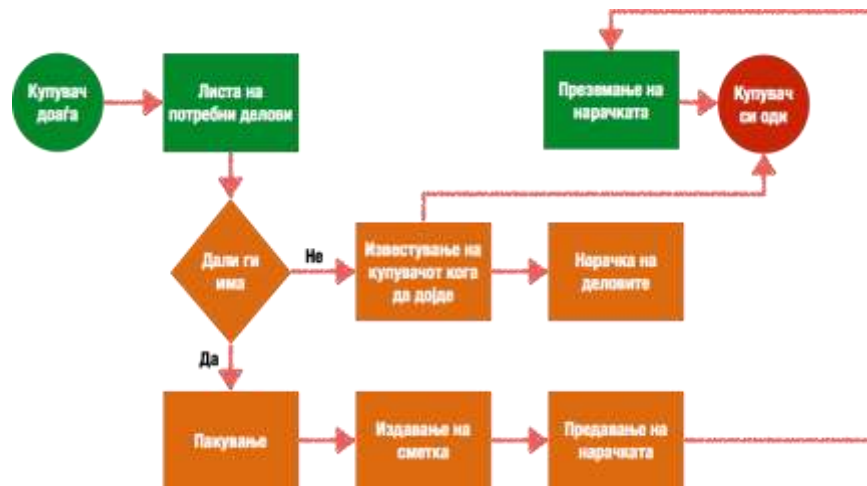 Купувач
доаѓа
Листа на
потребни делови
Преземање на
нарачката
Купувач
си оди
Дали ги
има
Не
Известување на
купувачот кога
да дојде
Нарачка на
деловите
Да
Пакување
Издавање на
сметка
Предавање на
нарачката